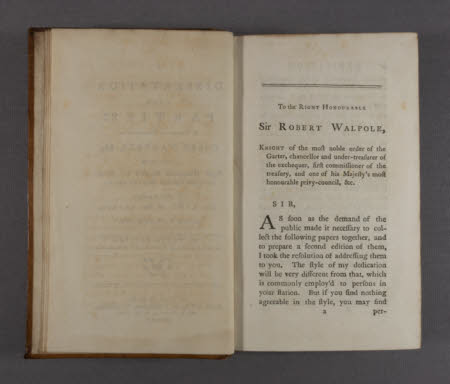 To the RIGHT HONOURABLE
Sir ROBERT WALPOLE,
KNIGHT of the moſt noble order of the
Garter, chancellor and under-treaſurer of
the exchequer, firſt commiſſioner of the
treaſury, and one of his Majeſty's moſt
honourable privy-council, &c.
SIR,
AS ſoon as the demand of the
public made it neceſſary to col-
lect the following papers together, and
to prepare a ſecond edition of them,
I took the reſolution of addreſſing them
to you. The ſtyle of my dedication
will be very different from that, which
is commonly employ'd to perſons in
your ſtation. But if you find nothing
agreeable in the ſtyle, you may find
a per-